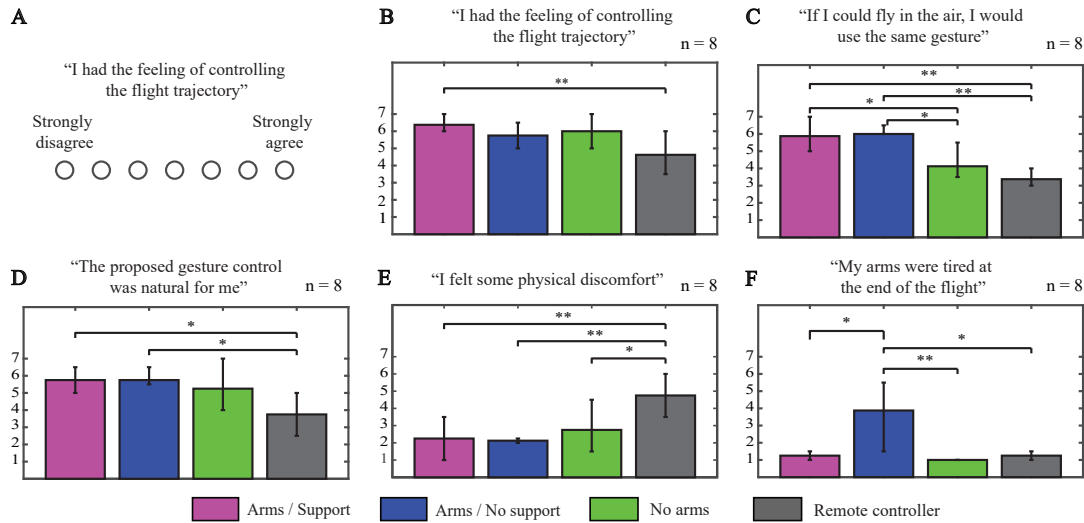 A
“I had the feeling of controlling
the flight trajectory”
Strongly
disagree
Strongly
agree
B
“I had the feeling of controlling
the flight trajectory”
n = 8
**
7
6
5
4
3
2
1
C
“If I could fly in the air, I would
use the same gesture”
n = 8
**
**
*
*
7
6
5
4
3
2
1
D
“The proposed gesture control
was natural for me”
n = 8
*
*
7
6
5
4
3
2
1
E
“I felt some physical discomfort”
n = 8
**
**
*
7
6
5
4
3
2
1
F
“My arms were tired at
the end of the flight”
n = 8
*
*
**
7
6
5
4
3
2
1
Arms / Support
Arms / No support
No arms
Remote controller